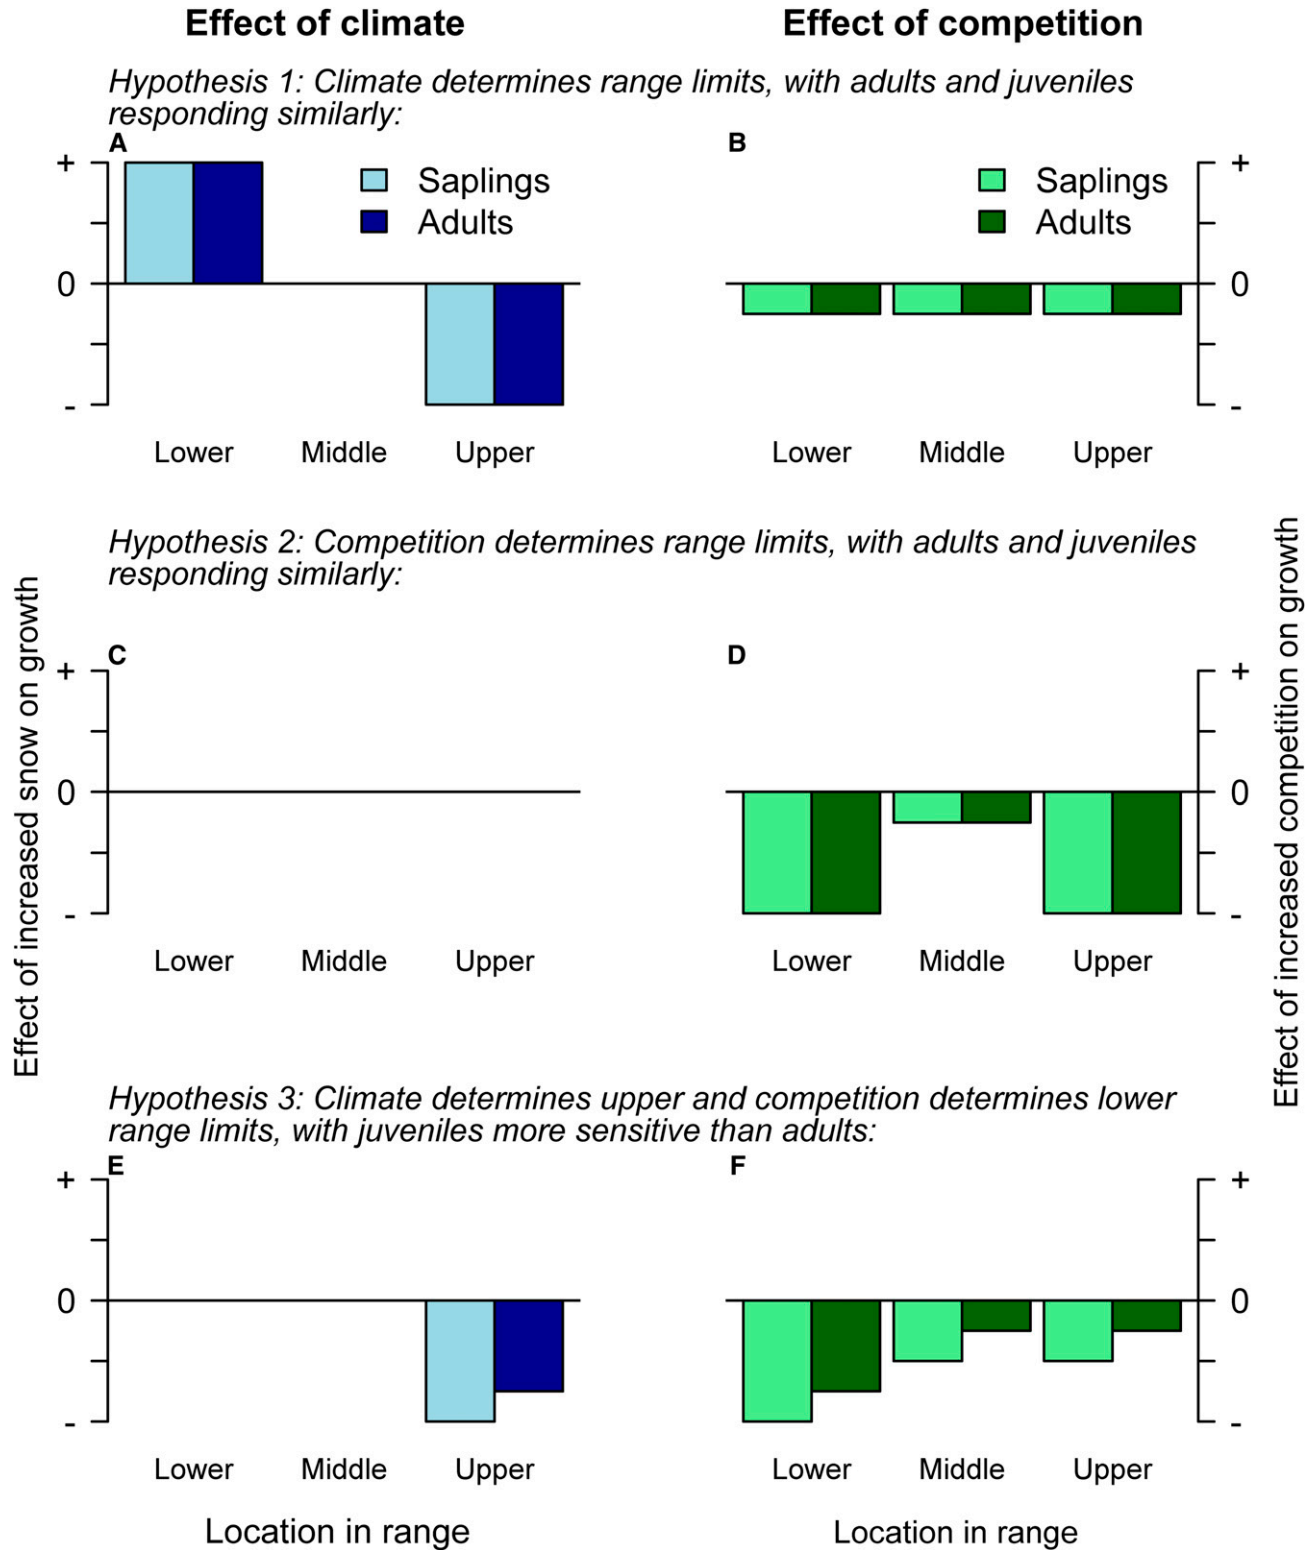 Effect of climate
Effect of competition
Hypothesis 1: Climate determines range limits, with adults and juveniles
responding similarly:
A
B
+
0
-
Saplings
Adults
Lower Middle Upper
Saplings
Adults
+
0
-
Lower Middle Upper
Hypothesis 2: Competition determines range limits, with adults and juveniles
responding similarly:
C
D
+
0
-
Lower Middle Upper
+
0
-
Lower Middle Upper
Effect of increased snow on growth
Effect of increased competition on growth
Hypothesis 3: Climate determines upper and competition determines lower
range limits, with juveniles more sensitive than adults:
E
F
+
0
-
Lower Middle Upper
Location in range
+
0
-
Lower Middle Upper
Location in range